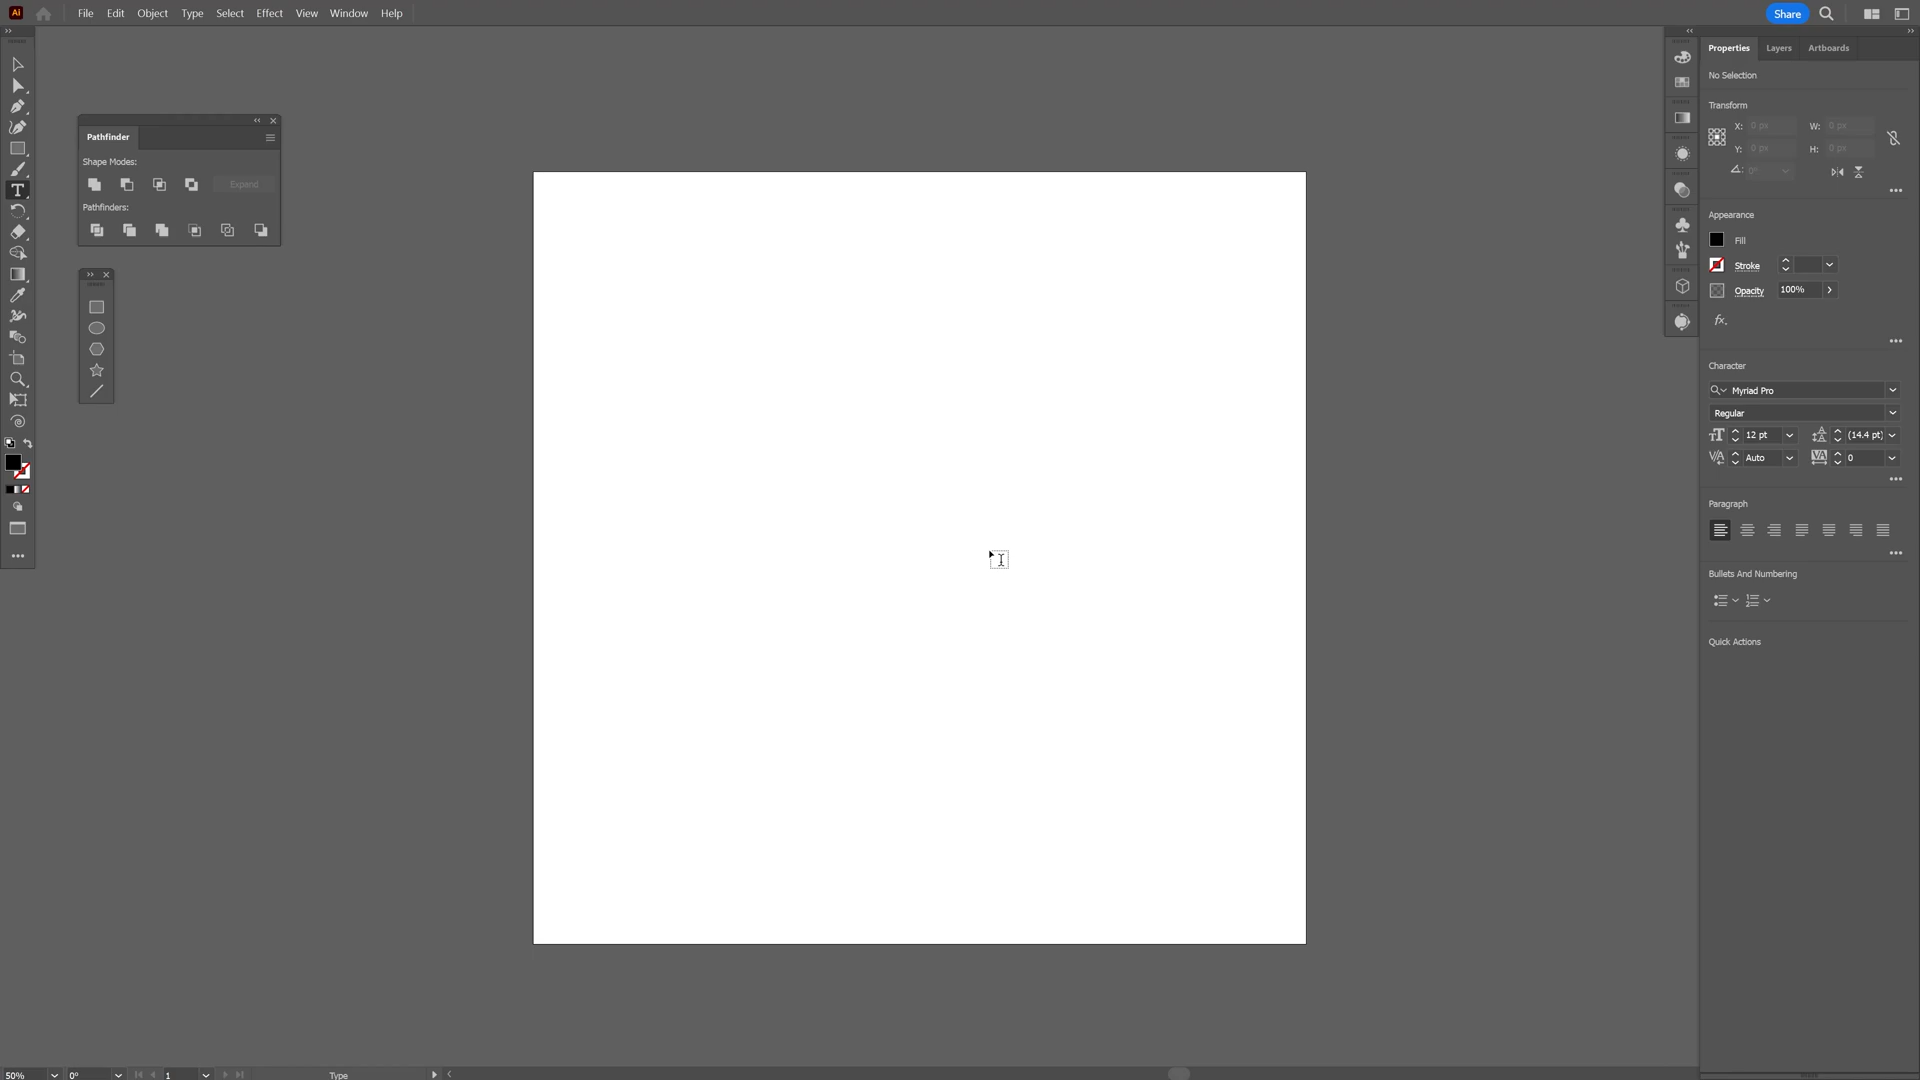 Ai File Edit Object Type Select Effect View Window Help Share
Properties Layers Artboards
No Selection
Transform
X: 0 px W: 0 px
Y: 0 px H: 0 px
0°
Pathfinder
Shape Modes:
Expand
Pathfinders:
Appearance
Fill
Stroke
Opacity 100%
fx.
Character
Myriad Pro
Regular
12 pt (14.4 pt)
Auto 0
Paragraph
Bullets And Numbering
Quick Actions
50% 0° 1 Type